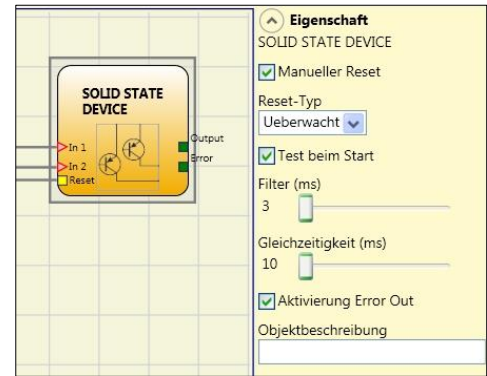 SOLID STATE
DEVICE
In 1
In 2
Reset
Output
Error
Eigenschaft
SOLID STATE DEVICE
Manueller Reset
Reset-Typ
Ueberwacht
Test beim Start
Filter (ms)
3
Gleichzeitigkeit (ms)
10
Aktivierung Error Out
Objektbeschreibung